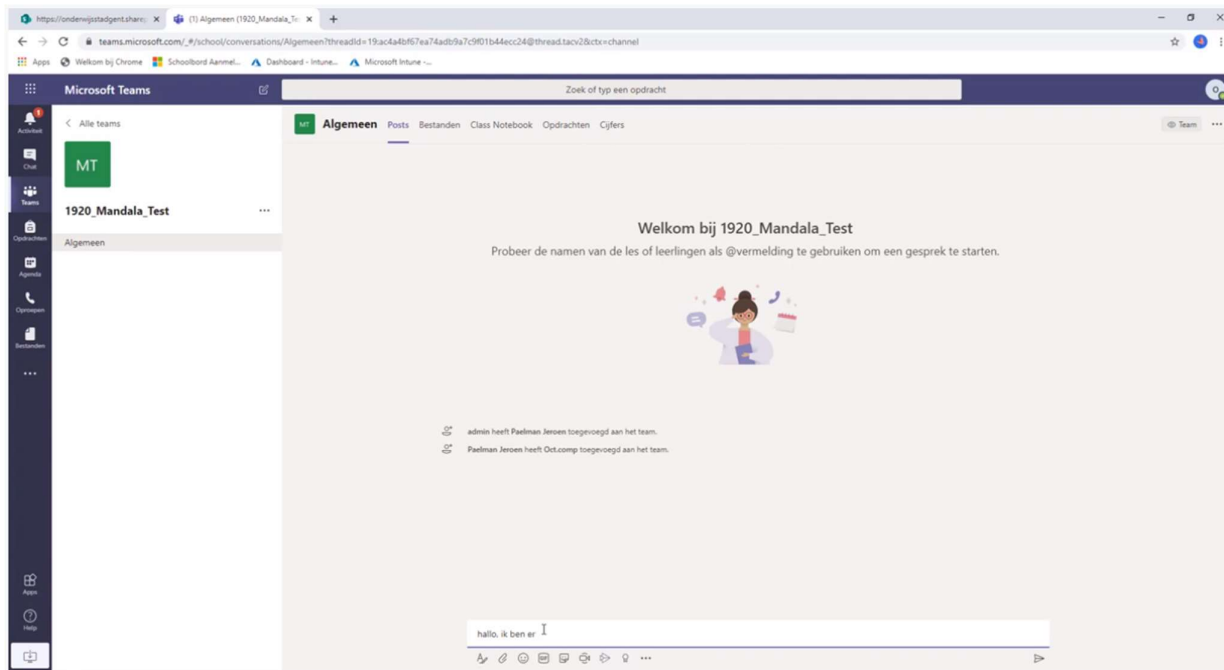 https://onderwijsstadgent.share
(1) Algemeen (1920_Mandala_Te
teams.microsoft.com/_#/school/conversations/Algemeen?threadId=19:ac4a4bf67ea74adb9a7c9f01b44ecc24@thread.tacv2&ctx=channel
Apps Welkom bij Chrome Schoolbord Aanmel... Dashboard - Intune... Microsoft Intune -...
Microsoft Teams
Zoek of typ een opdracht
O
1
Activiteit
Chat
Teams
Opdrachten
Agenda
Oproepen
Bestanden
Apps
Help
< Alle teams
MT
1920_Mandala_Test ...
Algemeen
MT Algemeen Posts Bestanden Class Notebook Opdrachten Cijfers Team ...
Welkom bij 1920_Mandala_Test
Probeer de namen van de les of leerlingen als @vermelding te gebruiken om een gesprek te starten.
admin heeft Paelman Jeroen toegevoegd aan het team.
Paelman Jeroen heeft Oct.comp toegevoegd aan het team.
hallo, ik ben er